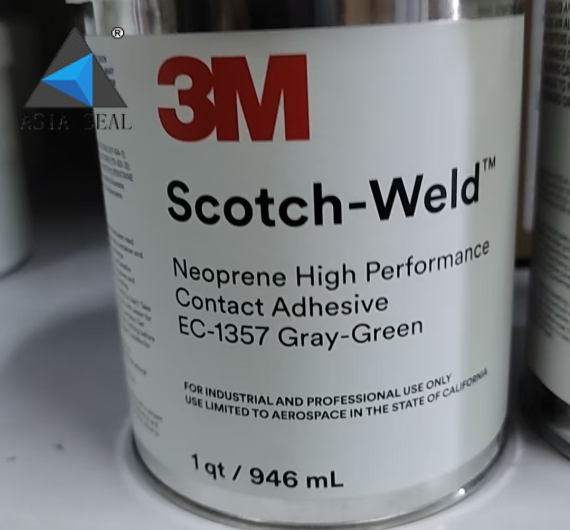 ®
ASIA SEAL
3M
Scotch-Weld™
Neoprene High Performance
Contact Adhesive
EC-1357 Gray-Green
FOR INDUSTRIAL AND PROFESSIONAL USE ONLY
USE LIMITED TO AEROSPACE IN THE STATE OF CALIFORNIA
1 qt / 946 mL